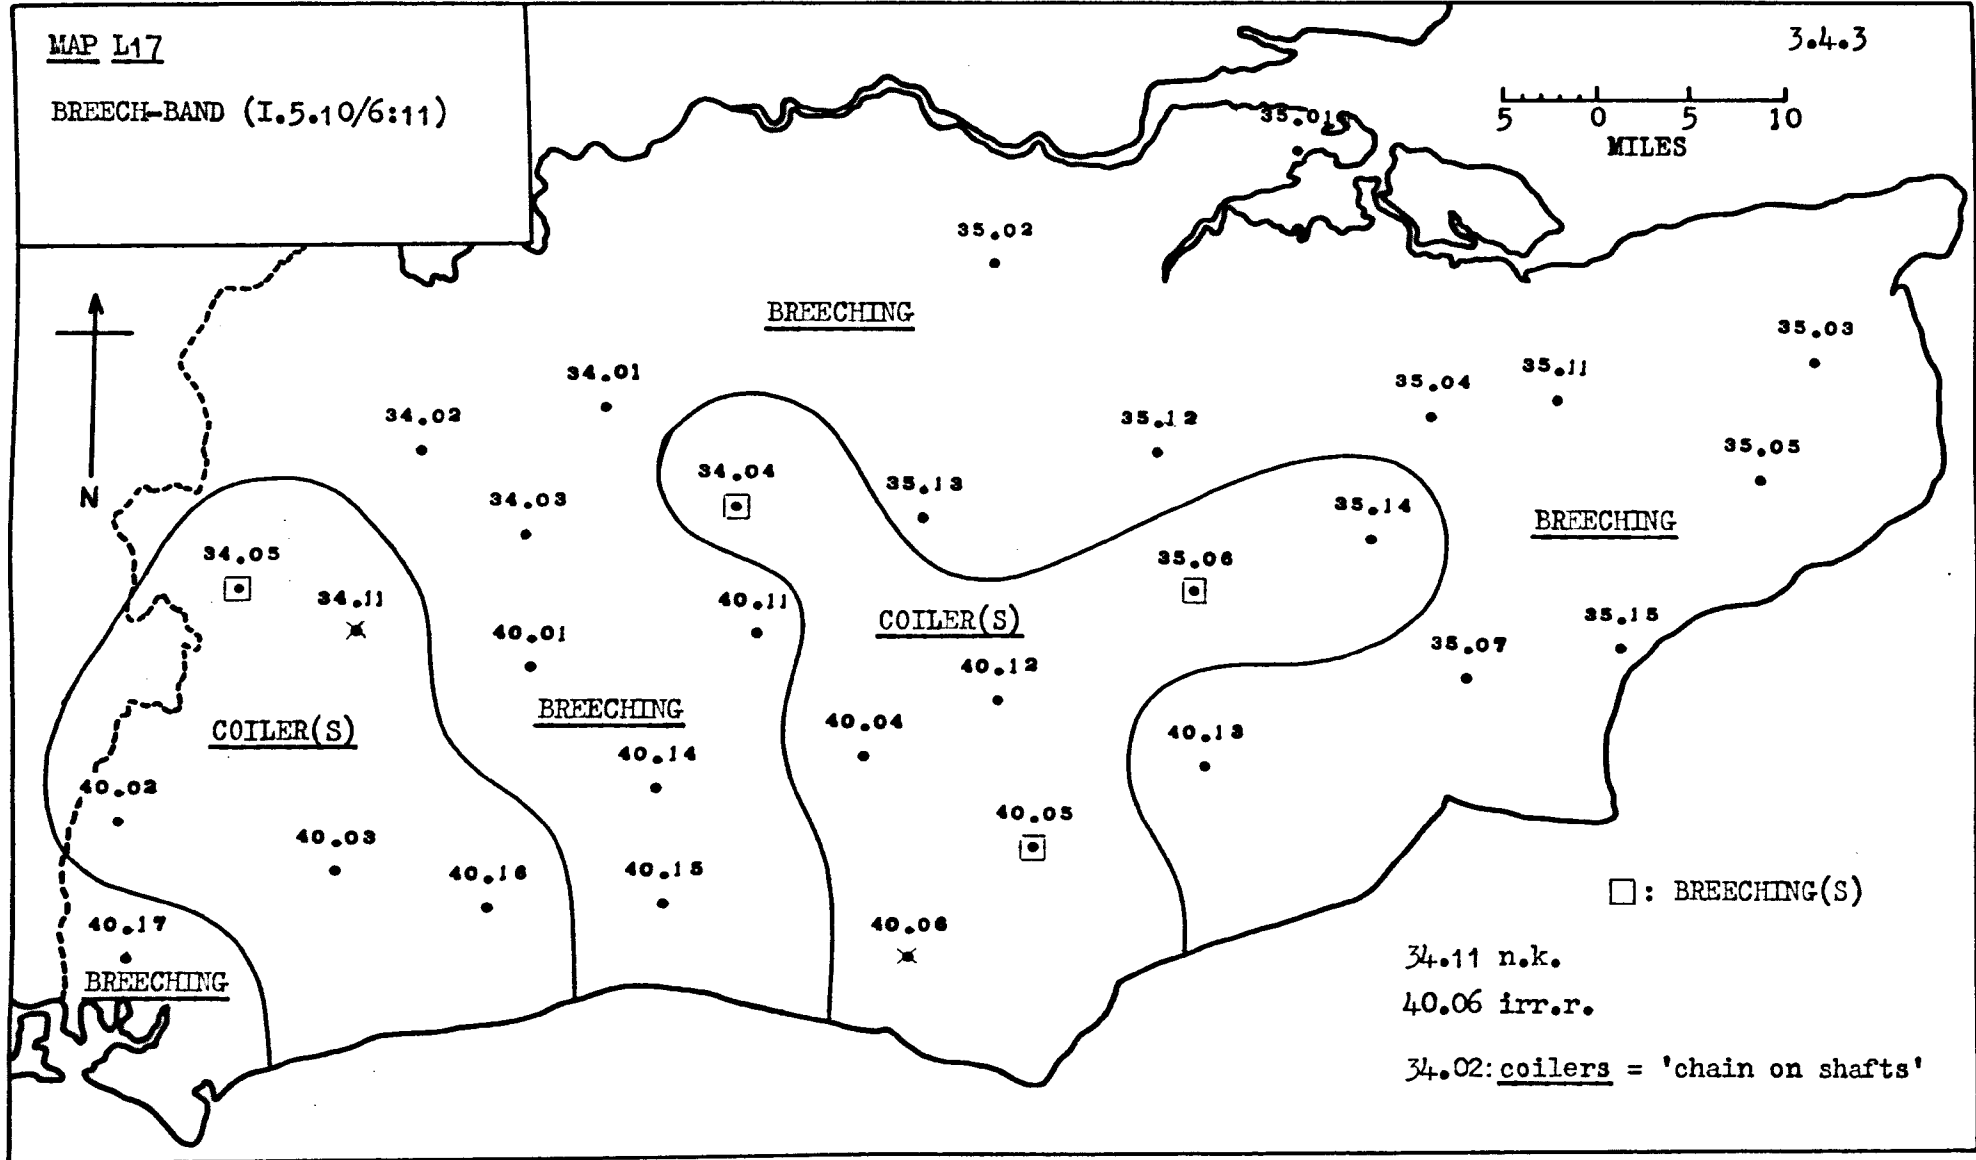 MAP L17
3.4.3
BREECH-BAND (I.5.10/6:11)
5 0 5 10
MILES
35.01
35.02
BREECHING
35.03
34.01
35.11
35.04
34.02
35.12
35.05
34.04
35.13
N
34.03
35.14
BREECHING
34.05
35.06
34.11
40.11
COILER(S)
35.15
40.01
35.07
40.12
BREECHING
COILER(S)
40.04
40.13
40.14
40.02
40.05
40.03
40.16
40.15
□: BREECHING(S)
40.17
40.06
34.11 n.k.
BREECHING
40.06 irr.r.
34.02: coilers = 'chain on shafts'